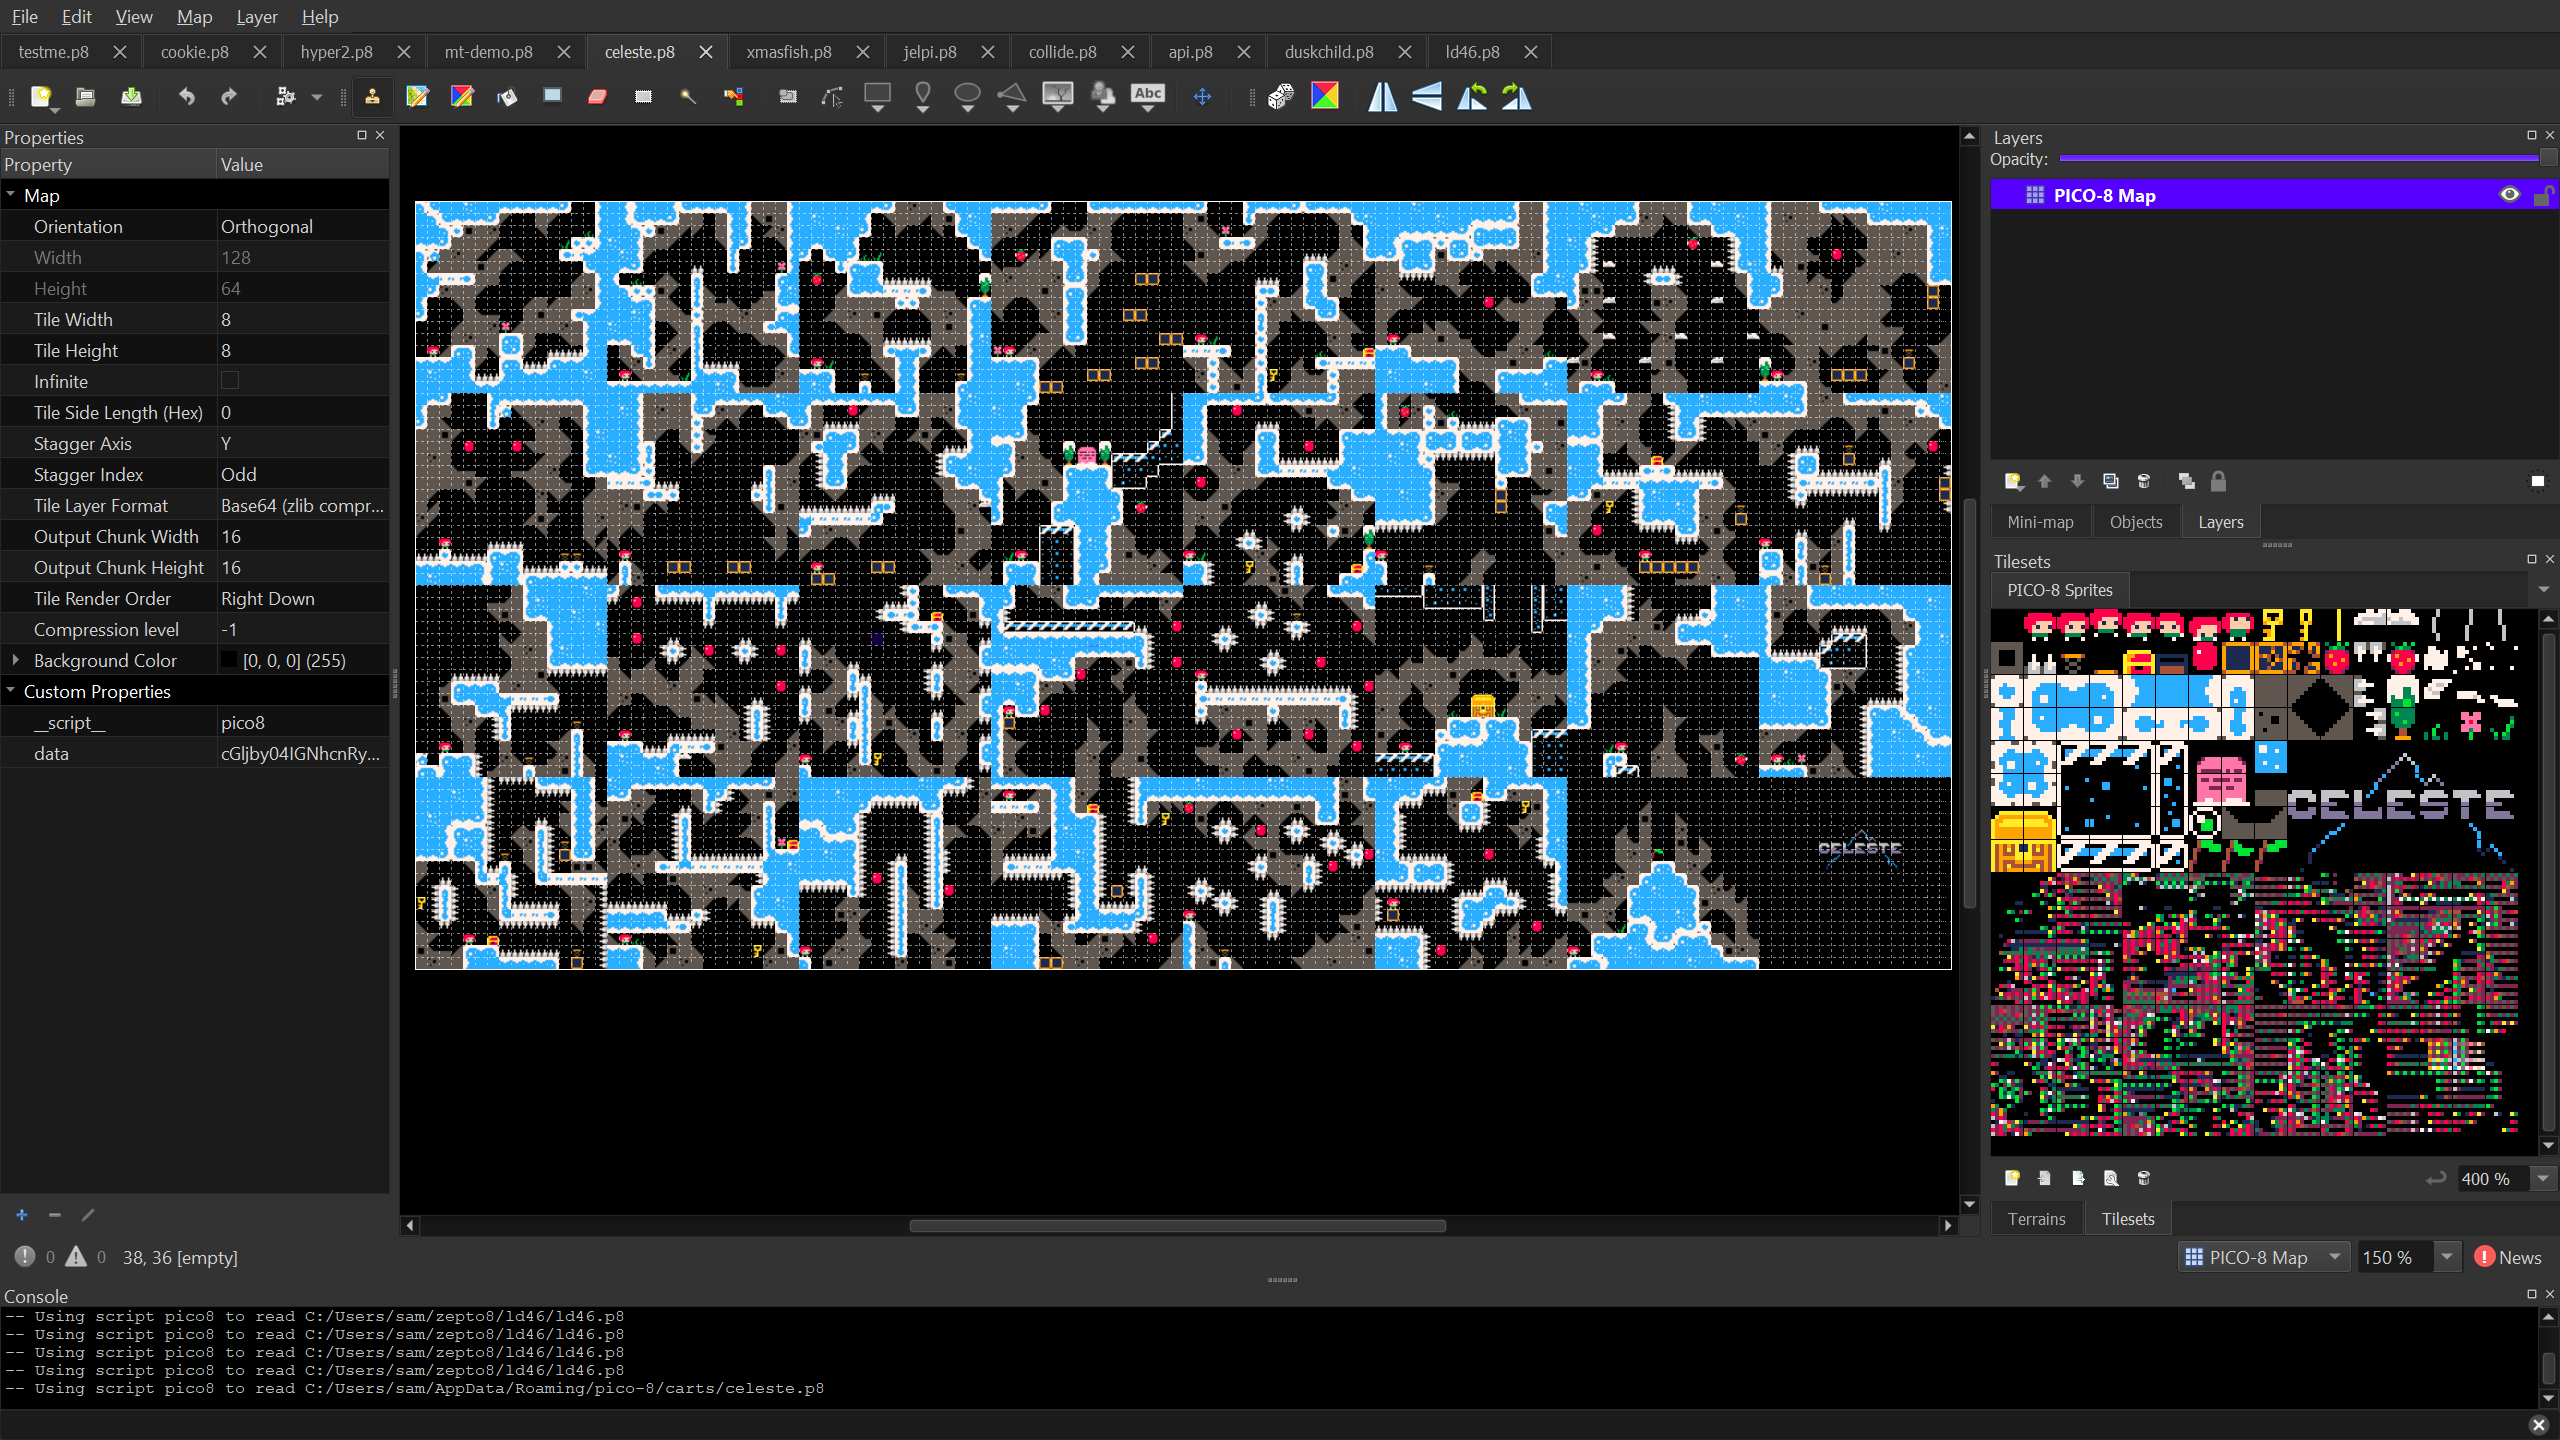 File Edit View Map Layer Help
testme.p8 cookie.p8 hyper2.p8 mt-demo.p8 celeste.p8 xmasfish.p8 jelpi.p8 collide.p8 api.p8 duskchild.p8 ld46.p8
Abc
Properties
Property Value
Map
Orientation Orthogonal
Width 128
Height 64
Tile Width 8
Tile Height 8
Infinite
Tile Side Length (Hex) 0
Stagger Axis Y
Stagger Index Odd
Tile Layer Format Base64 (zlib compr...
Output Chunk Width 16
Output Chunk Height 16
Tile Render Order Right Down
Compression level -1
Background Color [0, 0, 0] (255)
Custom Properties
__script__ pico8
data cGljby04IGNhcnRy...
CELESTE
Layers
Opacity:
PICO-8 Map
Mini-map Objects Layers
Tilesets
PICO-8 Sprites
CELESTE
400 %
Terrains Tilesets
0 0 38, 36 [empty]
PICO-8 Map 150 % News
Console
-- Using script pico8 to read C:/Users/sam/zepto8/ld46/ld46.p8
-- Using script pico8 to read C:/Users/sam/zepto8/ld46/ld46.p8
-- Using script pico8 to read C:/Users/sam/zepto8/ld46/ld46.p8
-- Using script pico8 to read C:/Users/sam/zepto8/ld46/ld46.p8
-- Using script pico8 to read C:/Users/sam/AppData/Roaming/pico-8/carts/celeste.p8